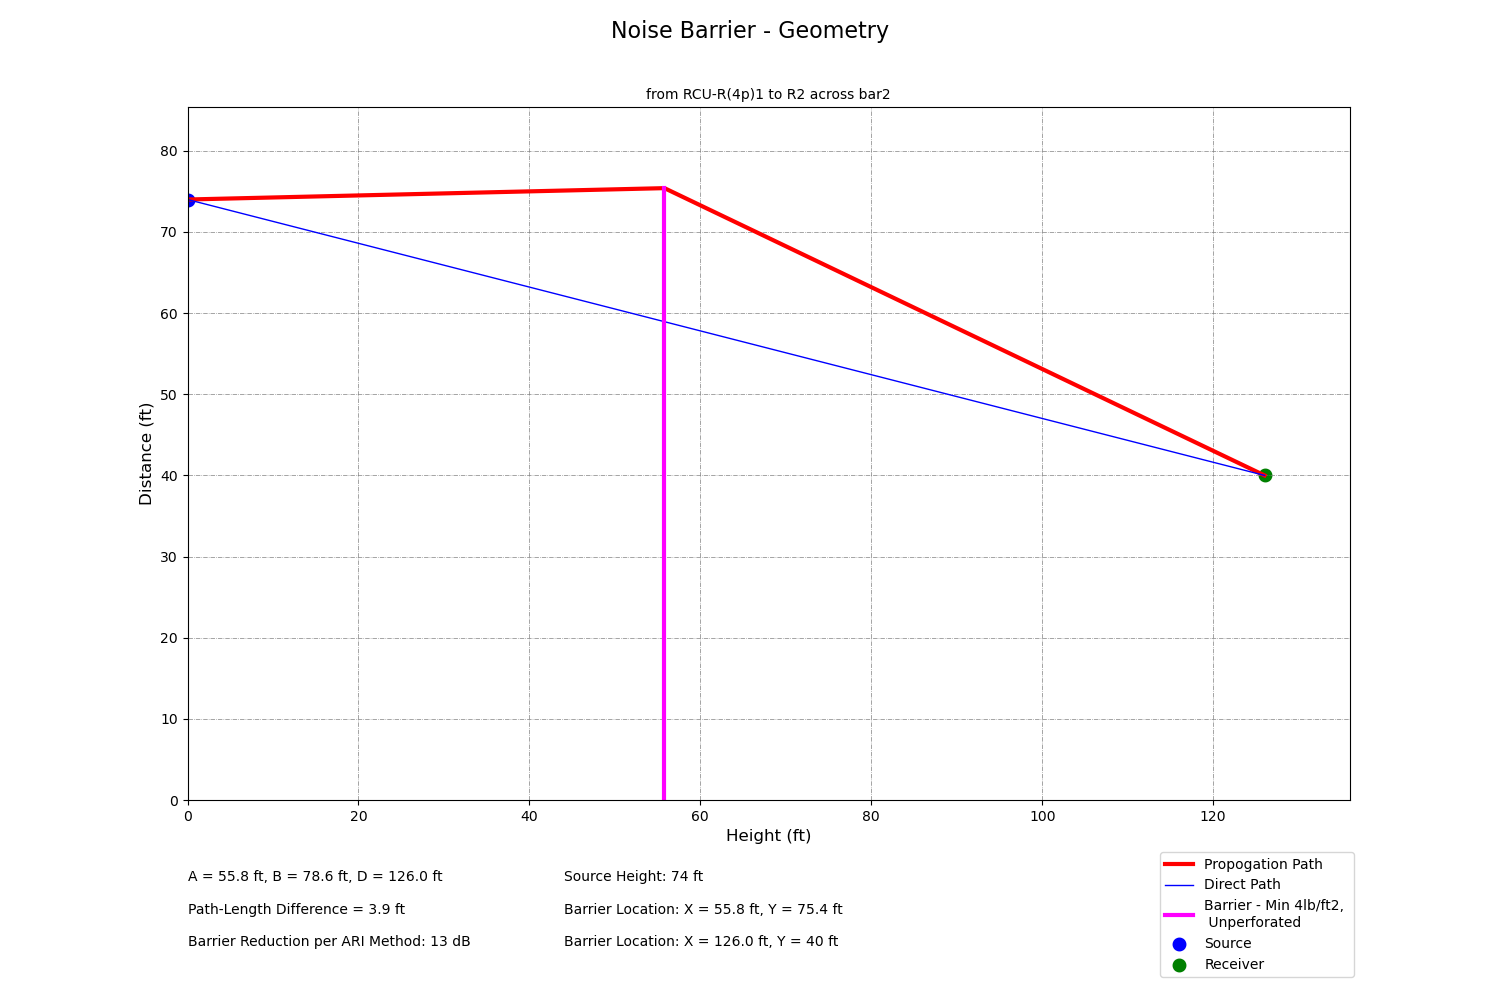 Noise Barrier - Geometry
from RCU-R(4p)1 to R2 across bar2
80
70
60
50
40
30
20
10
0
Distance (ft)
0 20 40 60 80 100 120
Height (ft)
A = 55.8 ft, B = 78.6 ft, D = 126.0 ft
Path-Length Difference = 3.9 ft
Barrier Reduction per ARI Method: 13 dB
Source Height: 74 ft
Barrier Location: X = 55.8 ft, Y = 75.4 ft
Barrier Location: X = 126.0 ft, Y = 40 ft
Propogation Path
Direct Path
Barrier - Min 4lb/ft2,
Unperforated
Source
Receiver